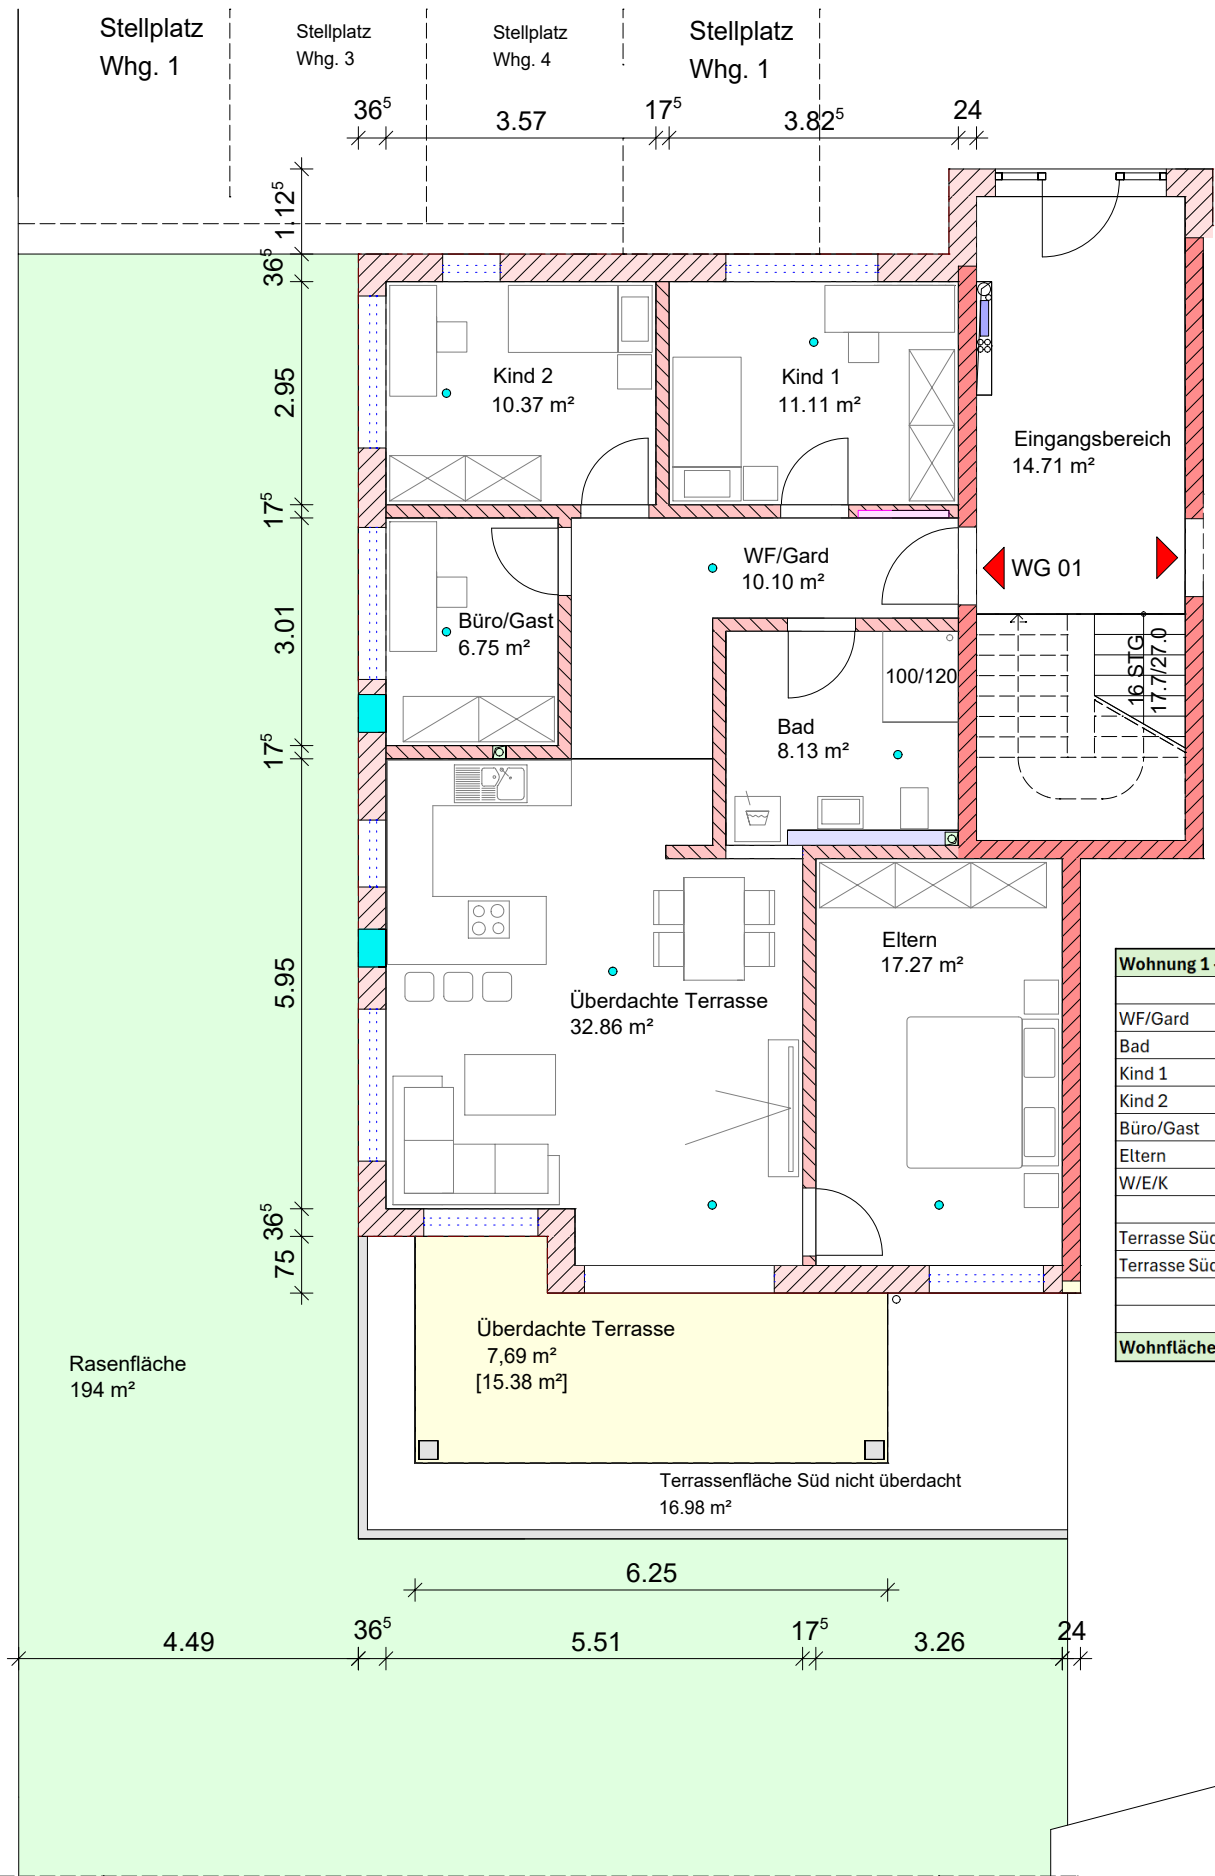 Stellplatz
Whg. 1
Stellplatz
Whg. 3
Stellplatz
Whg. 4
Stellplatz
Whg. 1
36⁵
3.57
17⁵
3.82⁵
24
1.12⁵
36⁵
2.95
17⁵
3.01
17⁵
5.95
36⁵
75
Kind 2
10.37 m²
Kind 1
11.11 m²
Eingangsbereich
14.71 m²
WF/Gard
10.10 m²
WG 01
Büro/Gast
6.75 m²
100/120
16 STG
17.7/27.0
Bad
8.13 m²
Eltern
17.27 m²
Überdachte Terrasse
32.86 m²
Wohnung 1
WF/Gard
Bad
Kind 1
Kind 2
Büro/Gast
Eltern
W/E/K
Terrasse Süd
Terrasse Süd
Wohnfläche
Überdachte Terrasse
7,69 m²
[15.38 m²]
Rasenfläche
194 m²
Terrassenfläche Süd nicht überdacht
16.98 m²
6.25
4.49
36⁵
5.51
17⁵
3.26
24